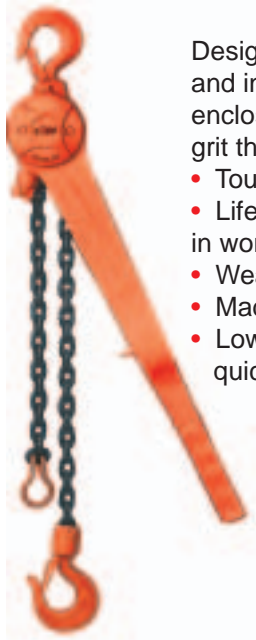 Desig
and in
enclo
grit th
• Tou
• Life
in wor
• Wea
• Mac
• Low
quic